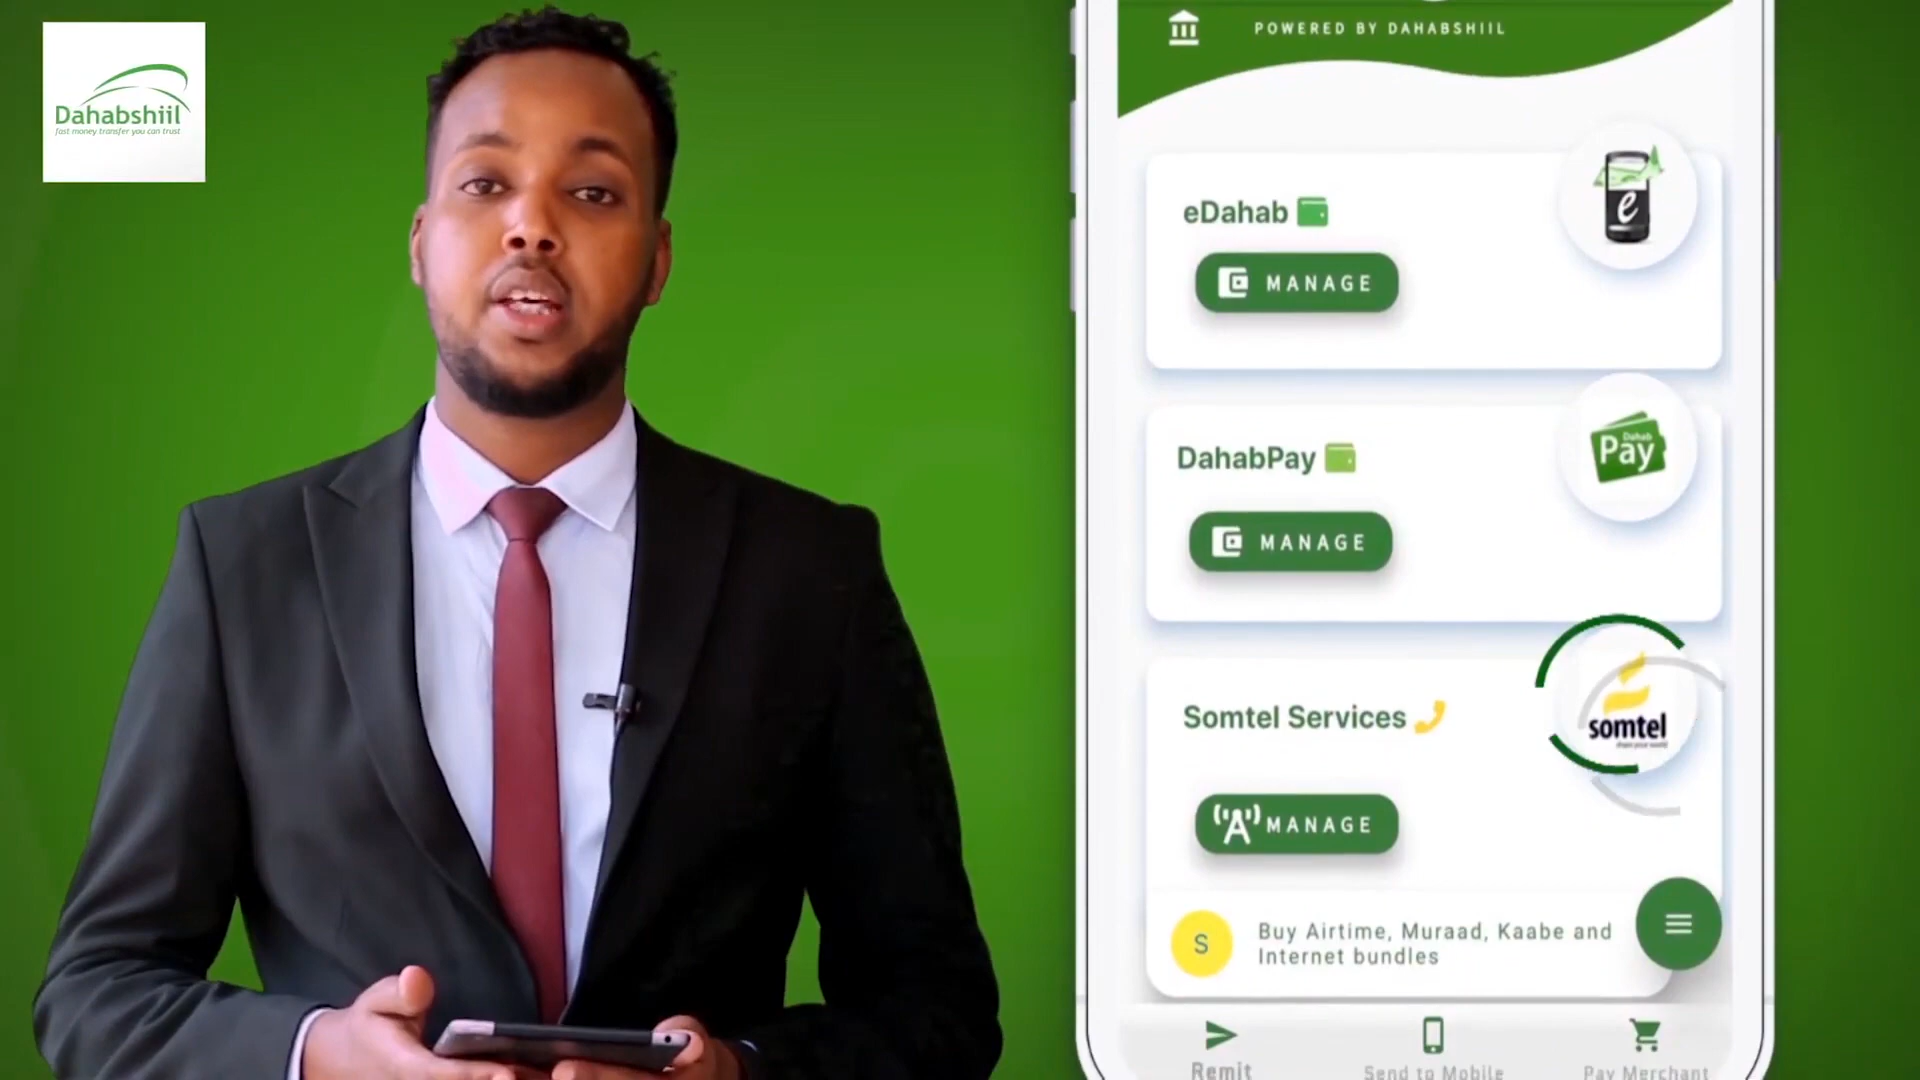 Dahabshiil
fast money transfer you can trust
POWERED BY DAHABSHIIL
eDahab
e
MANAGE
DahabPay
Dahab
Pay
MANAGE
Somtel Services
somtel
MANAGE
S
Buy Airtime, Muraad, Kaabe and
Internet bundles
Remit
Send to Mobile
Pay Merchant